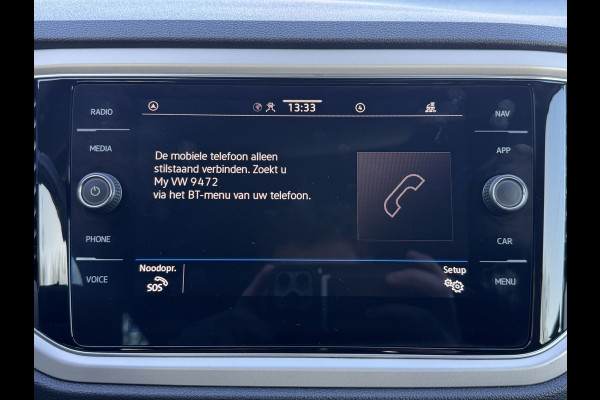 RADIO
MEDIA
PHONE
VOICE
13:33
De mobiele telefoon alleen
stilstaand verbinden. Zoekt u
My VW 9472
via het BT-menu van uw telefoon.
Noodopr.
SOS
Setup
NAV
APP
CAR
MENU